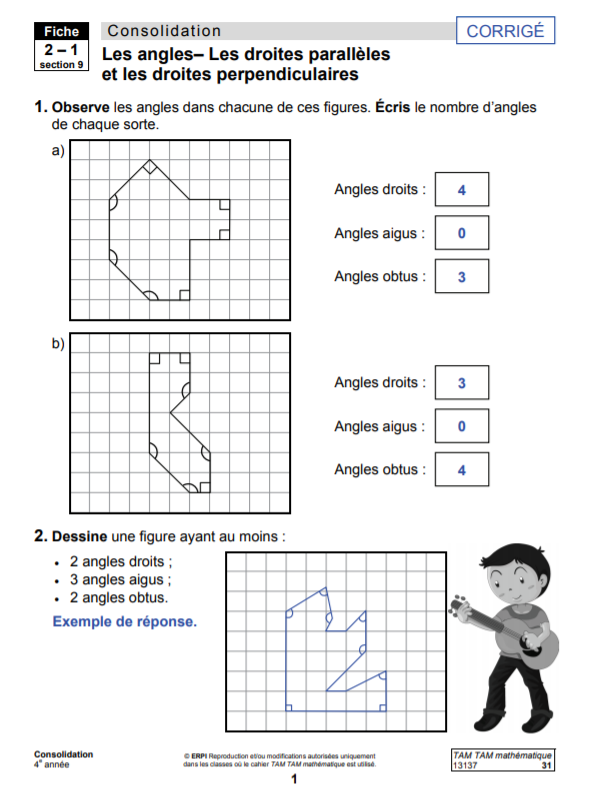 Fiche
2 – 1
section 9
Consolidation
CORRIGÉ
Les angles– Les droites parallèles
et les droites perpendiculaires
1. Observe les angles dans chacune de ces figures. Écris le nombre d'angles
de chaque sorte.
a)
Angles droits : 4
Angles aigus : 0
Angles obtus : 3
b)
Angles droits : 3
Angles aigus : 0
Angles obtus : 4
2. Dessine une figure ayant au moins :
• 2 angles droits ;
• 3 angles aigus ;
• 2 angles obtus.
Exemple de réponse.
Consolidation
4e année
© ERPI Reproduction et/ou modifications autorisées uniquement
dans les classes où le cahier TAM TAM mathématique est utilisé.
TAM TAM mathématique
13137 31
1